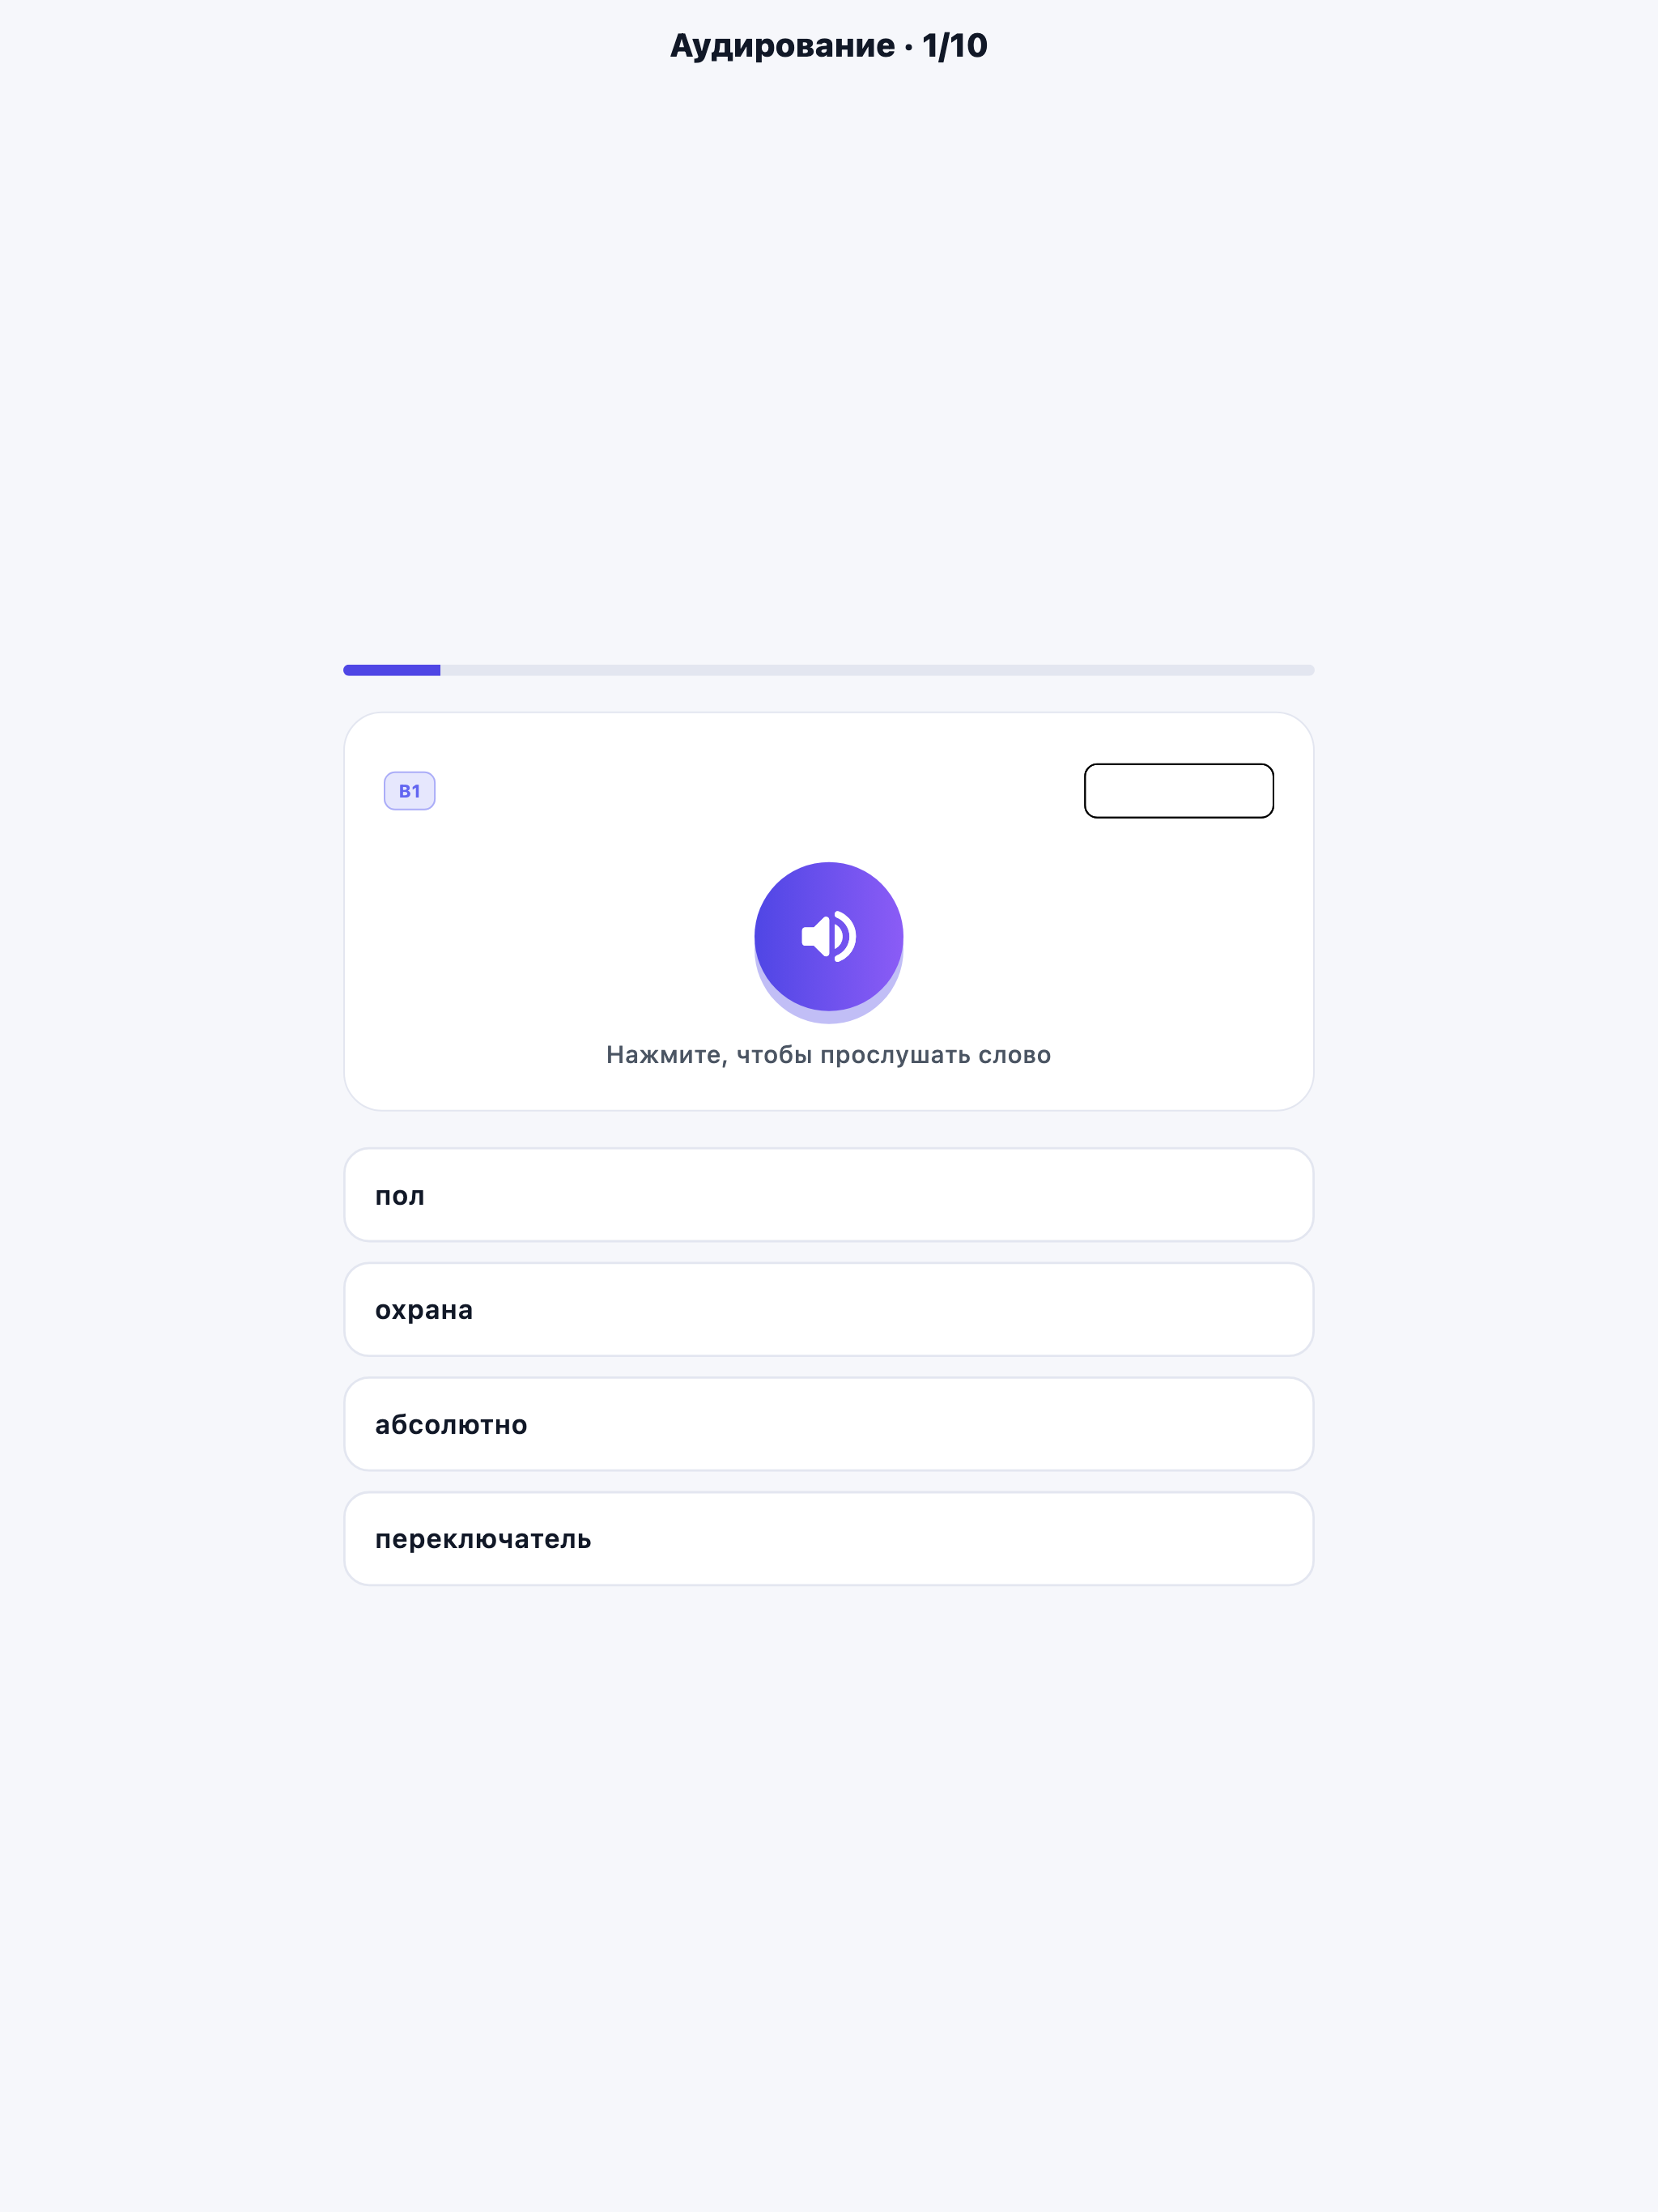 Аудирование · 1/10
B1
Нажмите, чтобы прослушать слово
пол
охрана
абсолютно
переключатель